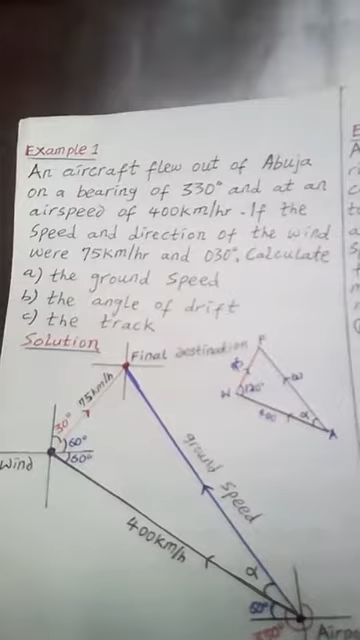 Example 1
An aircraft flew out of Abuja
on a bearing of 330° and at an
airspeed of 400km/hr. If the
speed and direction of the wind
were 75km/hr and 030°, Calculate
a) the ground speed
b) the angle of drift
c) the track
Solution
Final destination
F
75km/h
30°
60°
60°
Wind
W
120°
400
α
A
ground speed
400km/h
α
60°